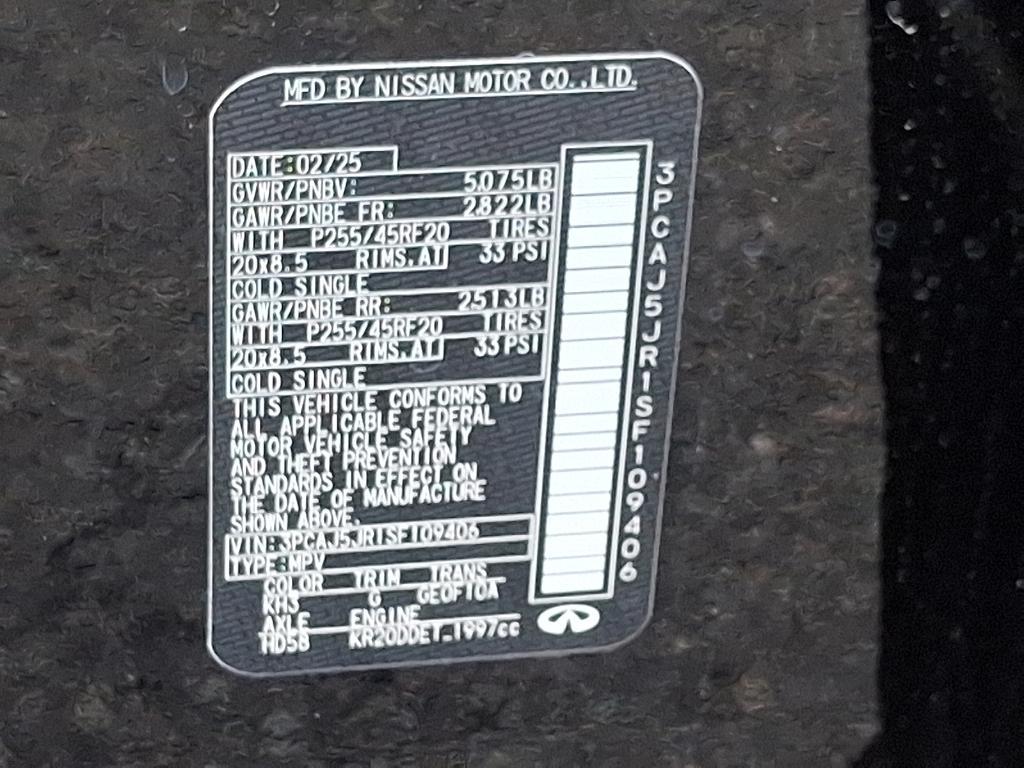 MFD BY NISSAN MOTOR CO.,LTD.
DATE:02/25
GVWR/PNBV: 5075LB
GAWR/PNBE FR: 2822LB
WITH P255/45RF20 TIRES
20x8.5 RIMS.AT 33 PSI
COLD SINGLE
GAWR/PNBE RR: 2513LB
WITH P255/45RF20 TIRES
20x8.5 RIMS.AT 33 PSI
COLD SINGLE
THIS VEHICLE CONFORMS TO
ALL APPLICABLE FEDERAL
MOTOR VEHICLE SAFETY
AND THEFT PREVENTION
STANDARDS IN EFFECT ON
THE DATE OF MANUFACTURE
SHOWN ABOVE.
VIN:3PCAJ5JR1SF109406
TYPE:MPV
COLOR TRIM TRANS
KH3 G GEOF10A
AXLE ENGINE
HD58 KR20DDET-1997cc
3PCAJ5JR1SF109406